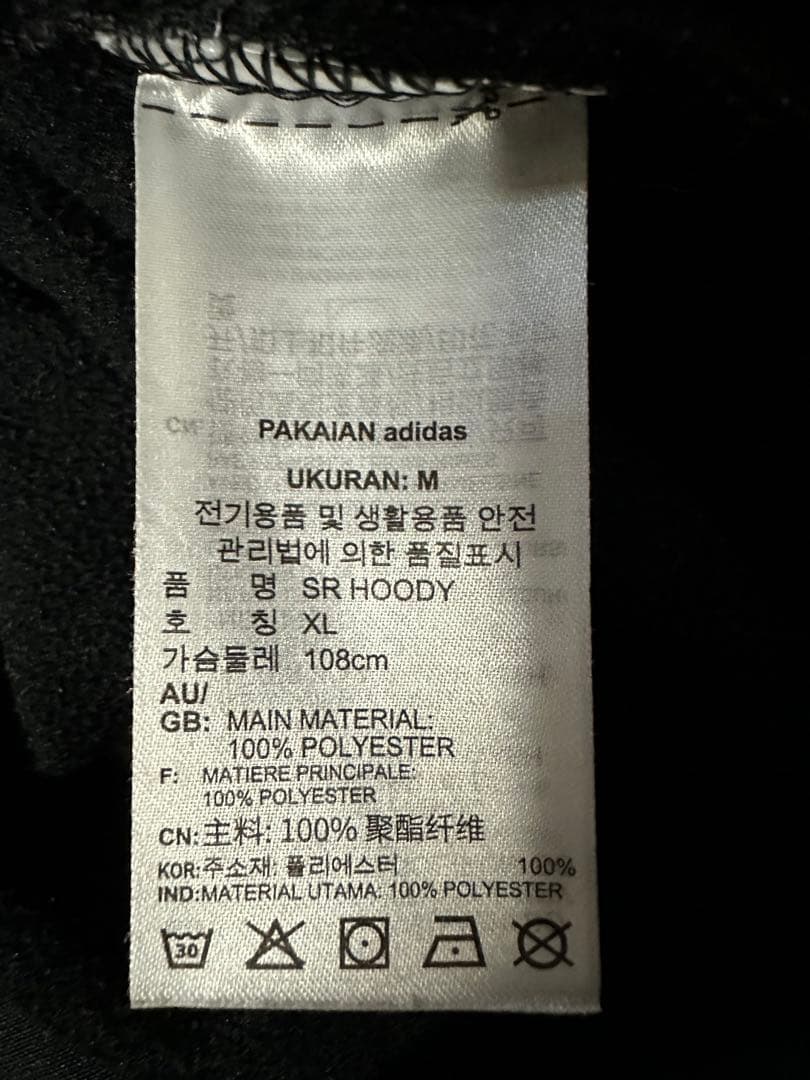 PAKAIAN adidas
UKURAN: M
전기용품 및 생활용품 안전
관리법에 의한 품질표시
품 명 SR HOODY
호 칭 XL
가슴둘레 108cm
AU/
GB: MAIN MATERIAL:
100% POLYESTER
F: MATIERE PRINCIPALE:
100% POLYESTER
CN:主料: 100% 聚酯纤维
KOR:주소재: 폴리에스터 100%
IND:MATERIAL UTAMA: 100% POLYESTER
30